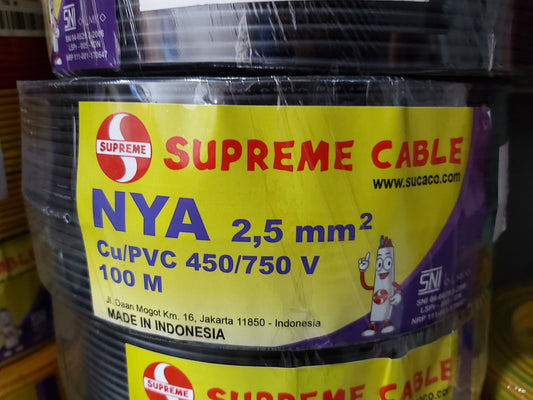 SNI
SUPREME
SUPREME CABLE
www.sucaco.com
NYA 2,5 mm²
Cu/PVC 450/750 V
100 M
Jl. Daan Mogot Km. 16, Jakarta 11850 - Indonesia
MADE IN INDONESIA
SNI
SUPREME
SUPREME CABLE